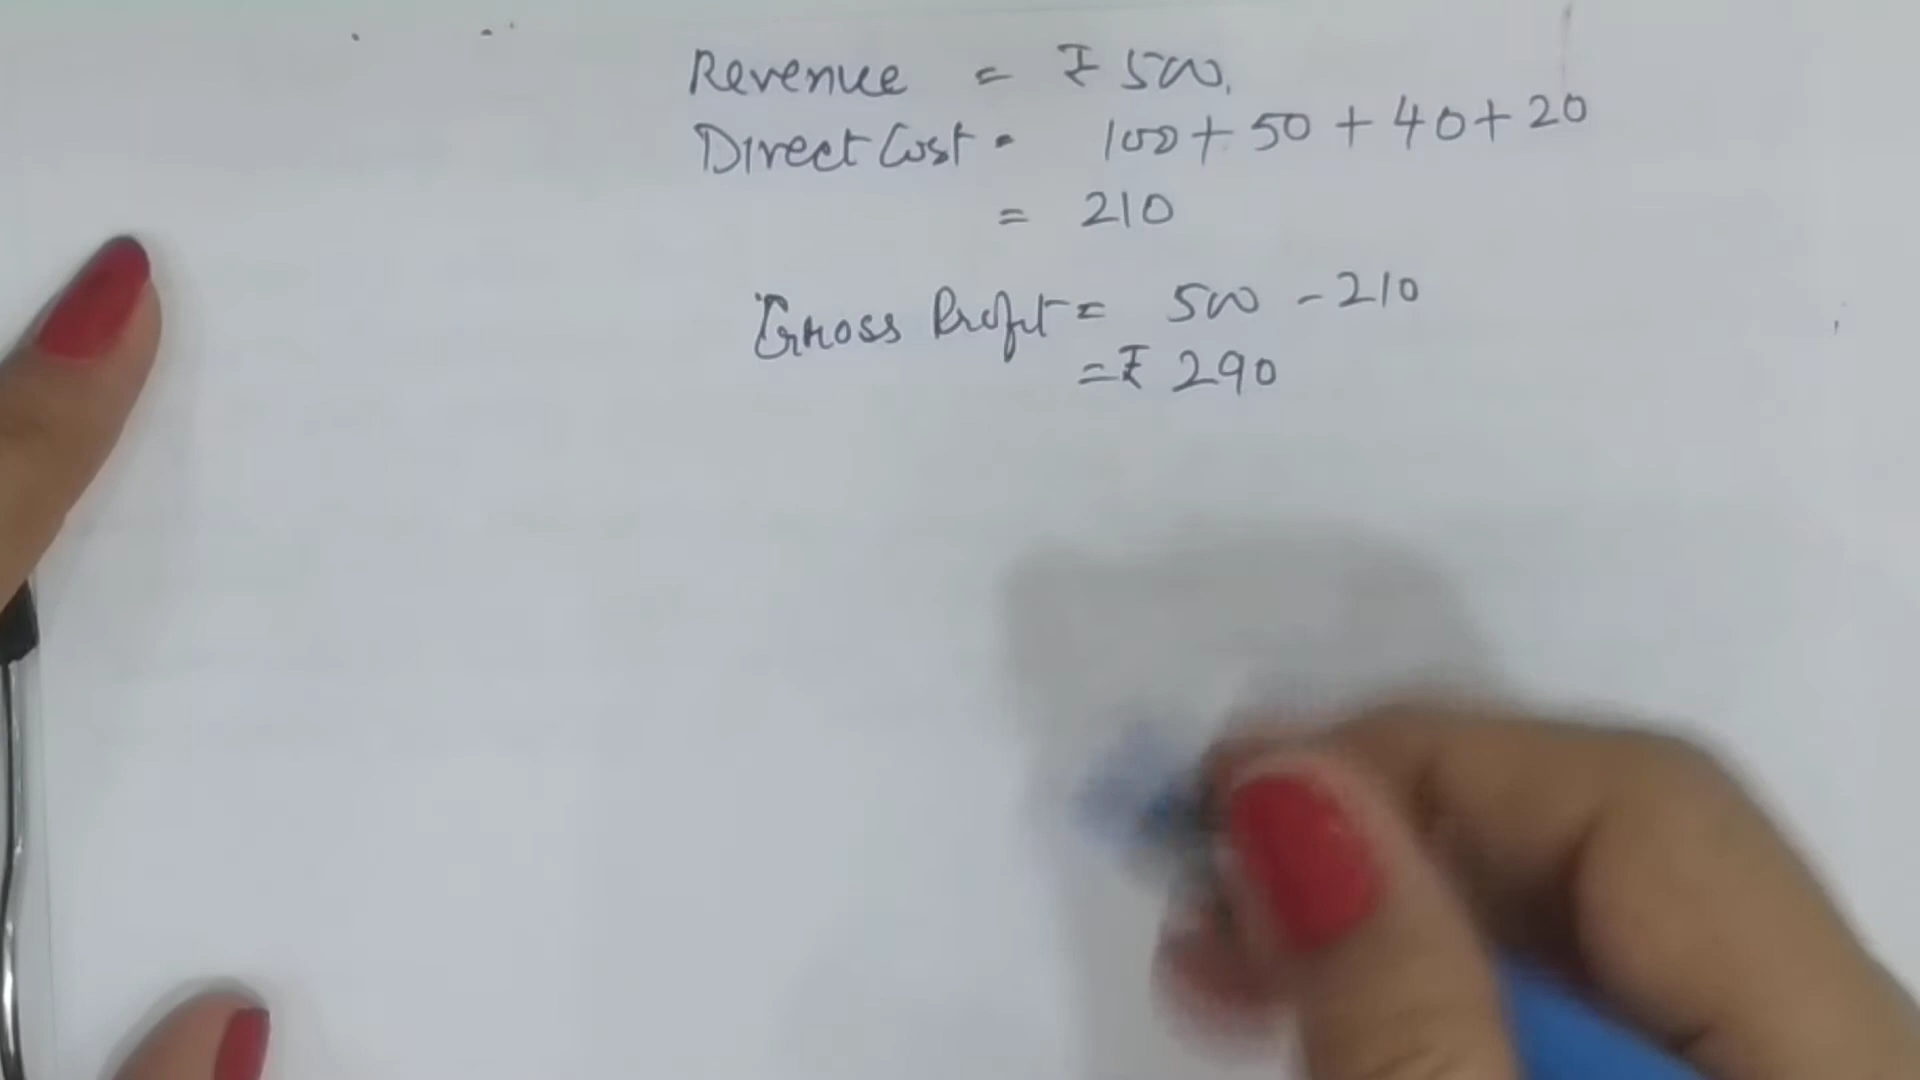 Revenue = ₹ 500.
Direct Cost = 100 + 50 + 40 + 20
= 210
Gross Profit = 500 - 210
= ₹ 290